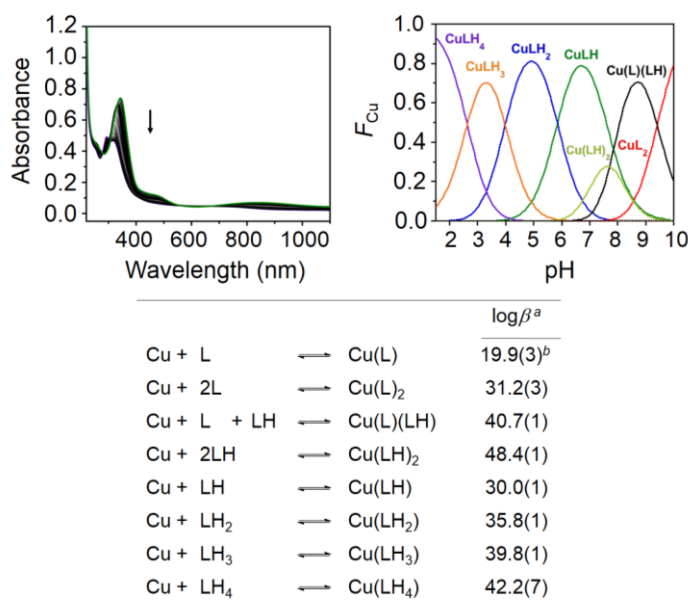 1.2
1.0
0.8
0.6
0.4
0.2
0.0
Absorbance
400 600 800 1000
Wavelength (nm)
1.0
0.8
0.6
0.4
0.2
0.0
F_Cu
CuLH₄
CuLH₃
CuLH₂
CuLH
Cu(LH)₂
Cu(L)(LH)
CuL₂
2 3 4 5 6 7 8 9 10
pH
logβ ᵃ
Cu + L ⇌ Cu(L) 19.9(3)ᵇ
Cu + 2L ⇌ Cu(L)₂ 31.2(3)
Cu + L + LH ⇌ Cu(L)(LH) 40.7(1)
Cu + 2LH ⇌ Cu(LH)₂ 48.4(1)
Cu + LH ⇌ Cu(LH) 30.0(1)
Cu + LH₂ ⇌ Cu(LH₂) 35.8(1)
Cu + LH₃ ⇌ Cu(LH₃) 39.8(1)
Cu + LH₄ ⇌ Cu(LH₄) 42.2(7)